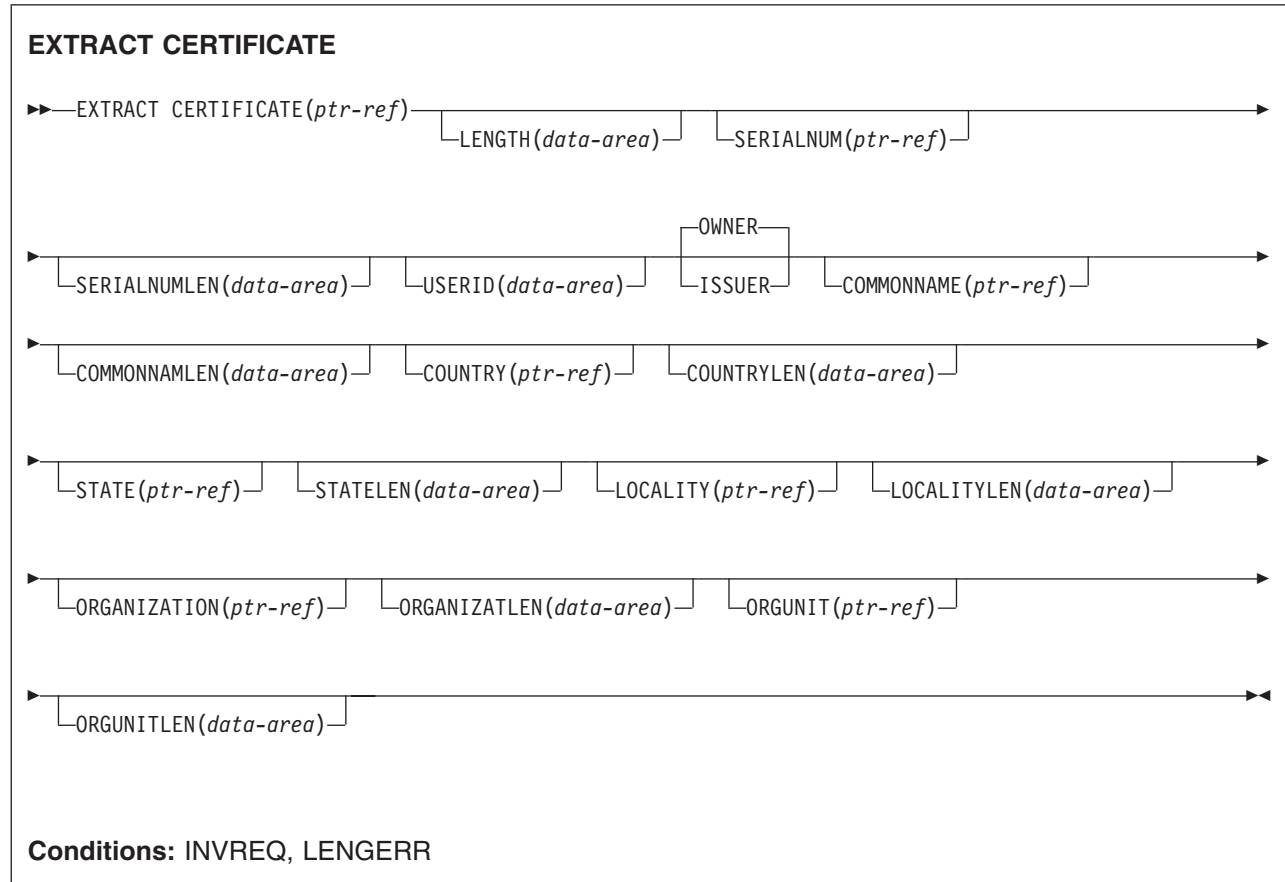 EXTRACT CERTIFICATE
EXTRACT CERTIFICATE(ptr-ref)
LENGTH(data-area) SERIALNUM(ptr-ref)
OWNER
SERIALNUMLEN(data-area) USERID(data-area) ISSUER COMMONNAME(ptr-ref)
COMMONNAMLEN(data-area) COUNTRY(ptr-ref) COUNTRYLEN(data-area)
STATE(ptr-ref) STATELEN(data-area) LOCALITY(ptr-ref) LOCALITYLEN(data-area)
ORGANIZATION(ptr-ref) ORGANIZATLEN(data-area) ORGUNIT(ptr-ref)
ORGUNITLEN(data-area)
Conditions: INVREQ, LENGERR